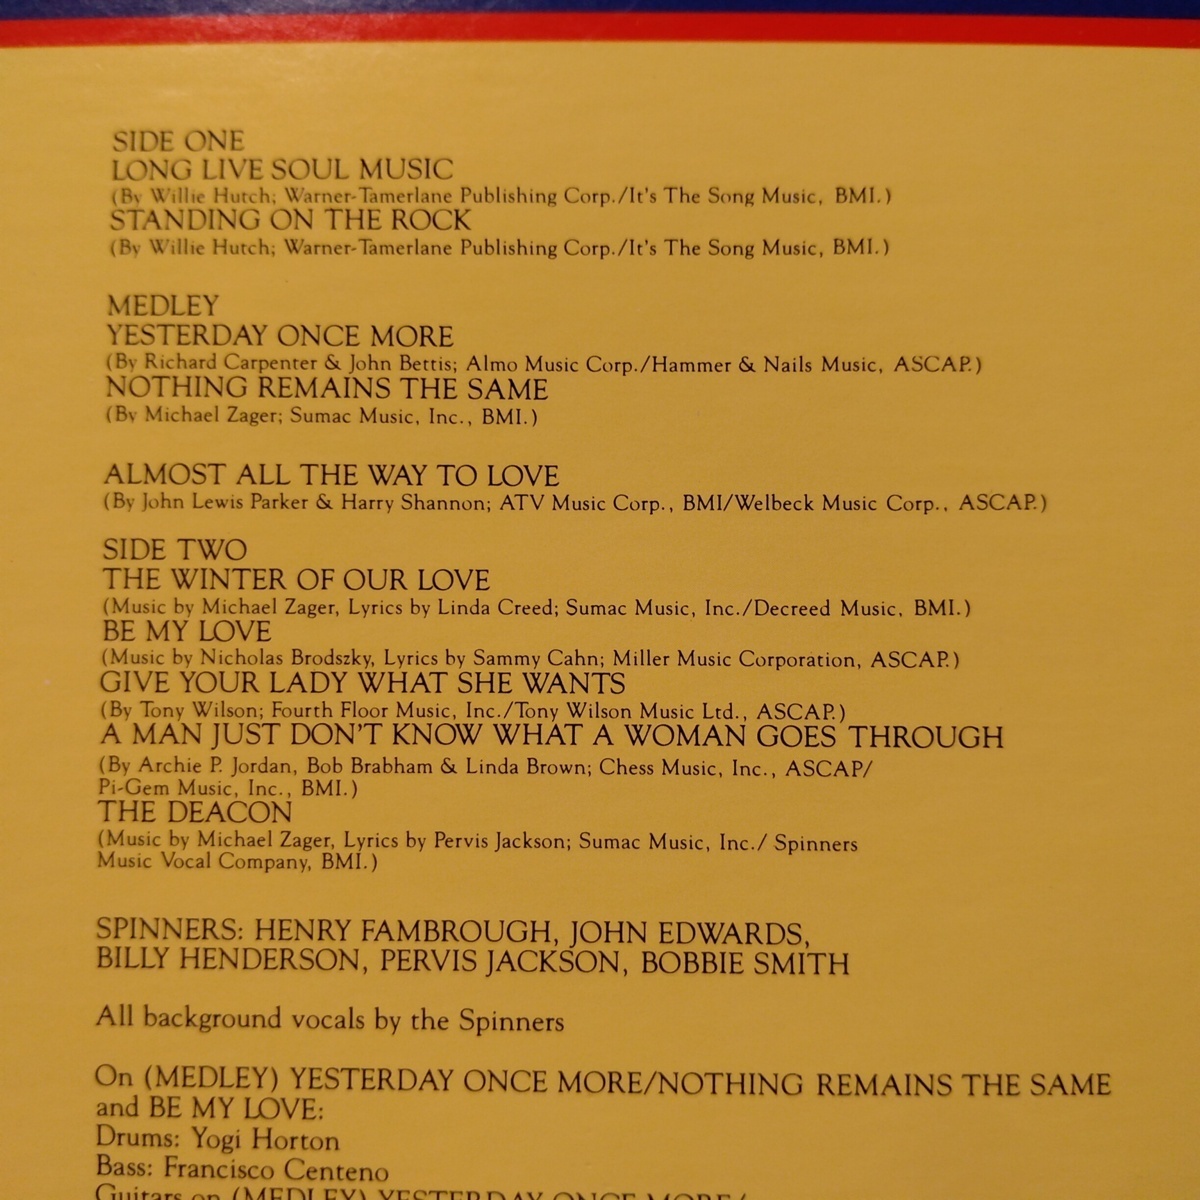 SIDE ONE
LONG LIVE SOUL MUSIC
(By Willie Hutch; Warner-Tamerlane Publishing Corp./It's The Song Music, BMI.)
STANDING ON THE ROCK
(By Willie Hutch; Warner-Tamerlane Publishing Corp./It's The Song Music, BMI.)
MEDLEY
YESTERDAY ONCE MORE
(By Richard Carpenter & John Bettis; Almo Music Corp./Hammer & Nails Music, ASCAP.)
NOTHING REMAINS THE SAME
(By Michael Zager; Sumac Music, Inc., BMI.)
ALMOST ALL THE WAY TO LOVE
(By John Lewis Parker & Harry Shannon; ATV Music Corp., BMI/Welbeck Music Corp., ASCAP.)
SIDE TWO
THE WINTER OF OUR LOVE
(Music by Michael Zager, Lyrics by Linda Creed; Sumac Music, Inc./Decreed Music, BMI.)
BE MY LOVE
(Music by Nicholas Brodszky, Lyrics by Sammy Cahn; Miller Music Corporation, ASCAP.)
GIVE YOUR LADY WHAT SHE WANTS
(By Tony Wilson; Fourth Floor Music, Inc./Tony Wilson Music Ltd., ASCAP.)
A MAN JUST DON'T KNOW WHAT A WOMAN GOES THROUGH
(By Archie P. Jordan, Bob Brabham & Linda Brown; Chess Music, Inc., ASCAP/
Pi-Gem Music, Inc., BMI.)
THE DEACON
(Music by Michael Zager, Lyrics by Pervis Jackson; Sumac Music, Inc./ Spinners
Music Vocal Company, BMI.)
SPINNERS: HENRY FAMBROUGH, JOHN EDWARDS,
BILLY HENDERSON, PERVIS JACKSON, BOBBIE SMITH
All background vocals by the Spinners
On (MEDLEY) YESTERDAY ONCE MORE/NOTHING REMAINS THE SAME
and BE MY LOVE:
Drums: Yogi Horton
Bass: Francisco Centeno
Guitars on (MEDLEY) YESTERDAY ONCE MORE/